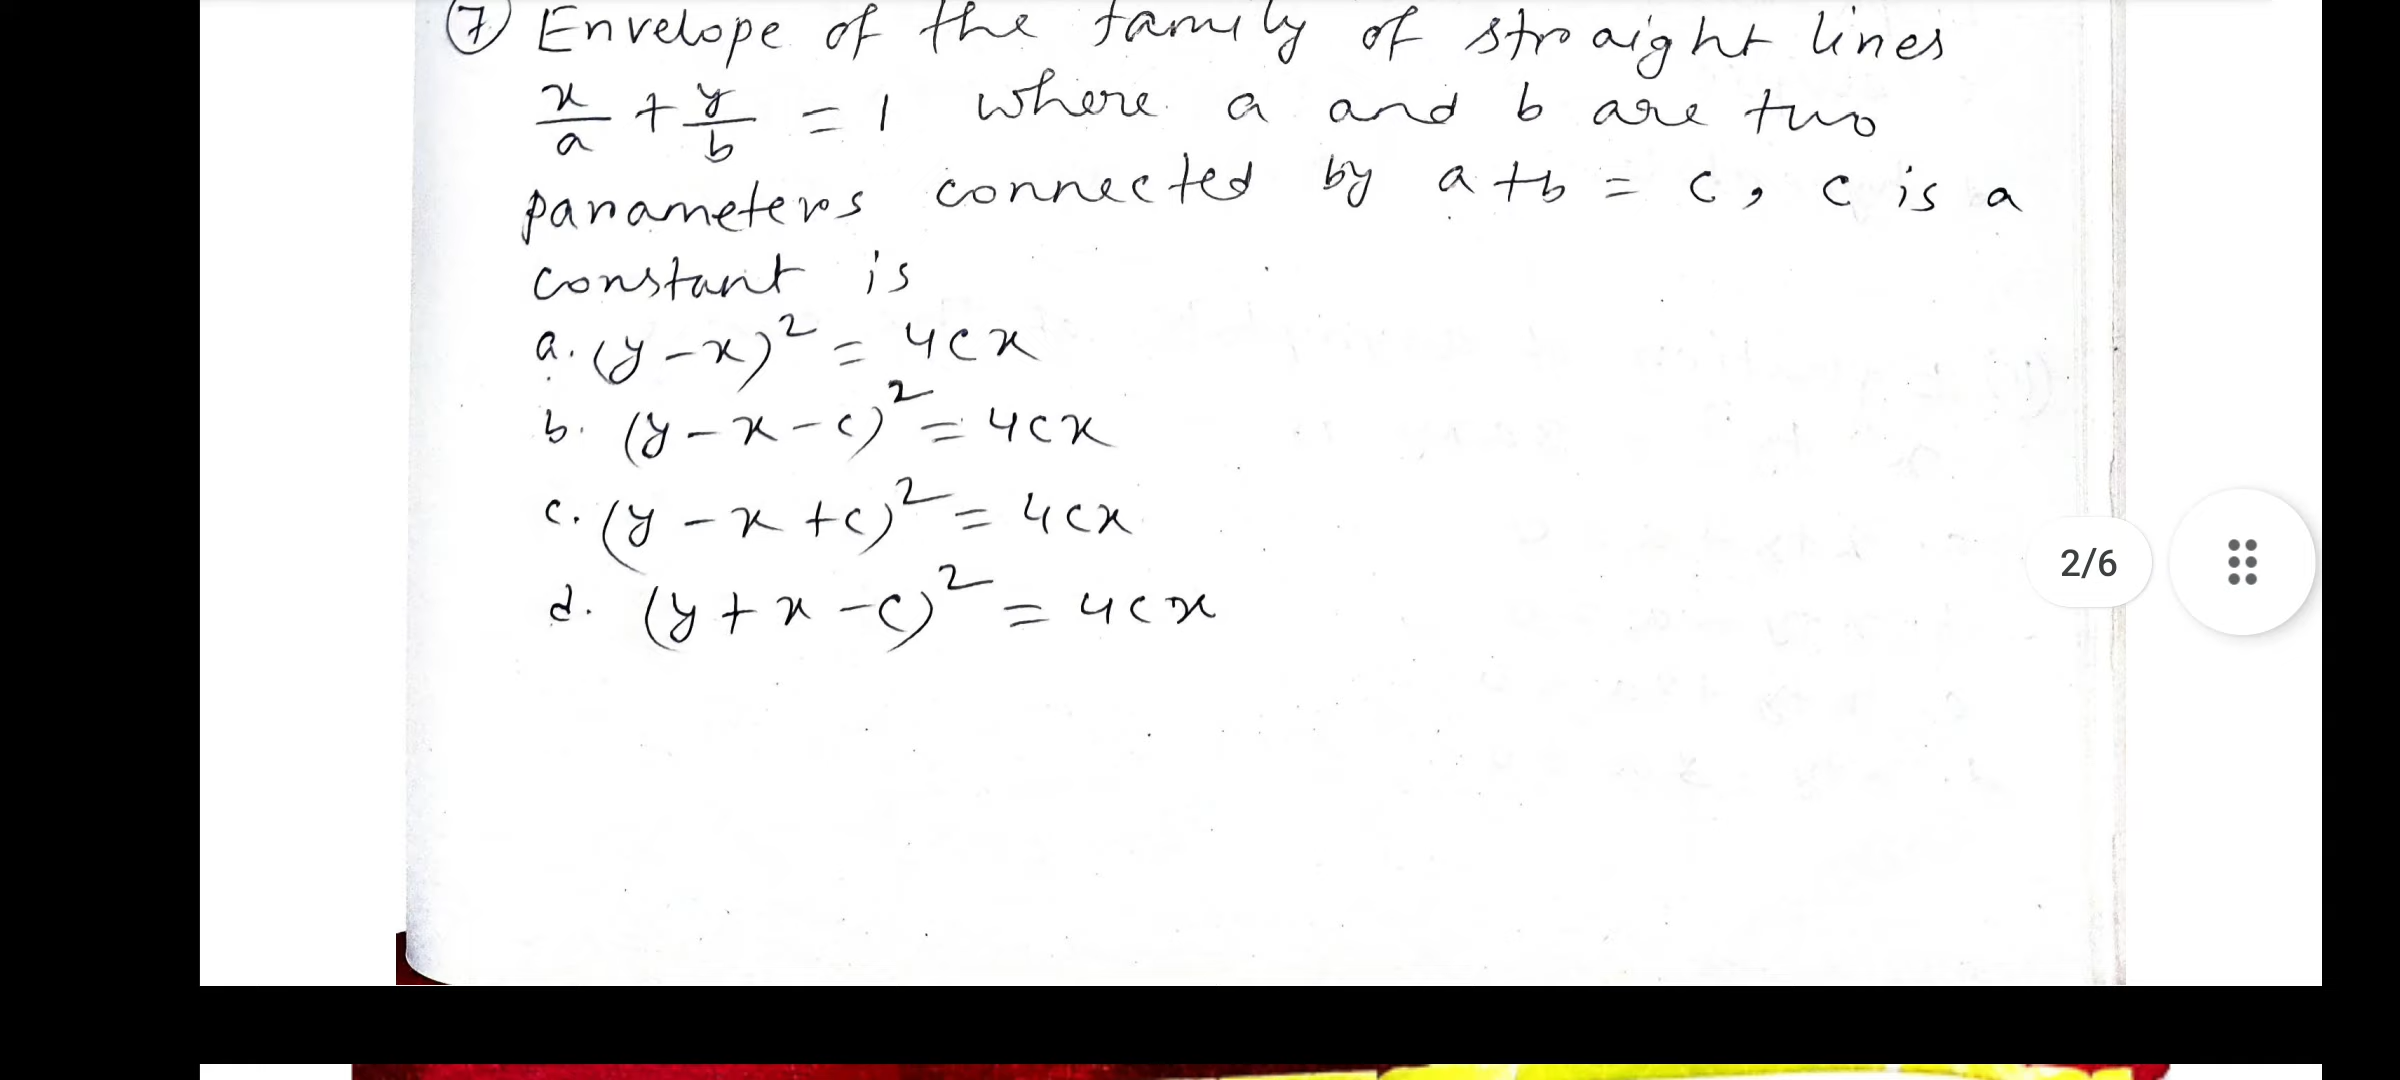 ⑦ Envelope of the family of straight lines
x/a + y/b = 1 where a and b are two
parameters connected by a+b = c, c is a
constant is
a. (y-x)² = 4cx
b. (y-x-c)² = 4cx
c. (y-x+c)² = 4cx
d. (y+x-c)² = 4cx
2/6